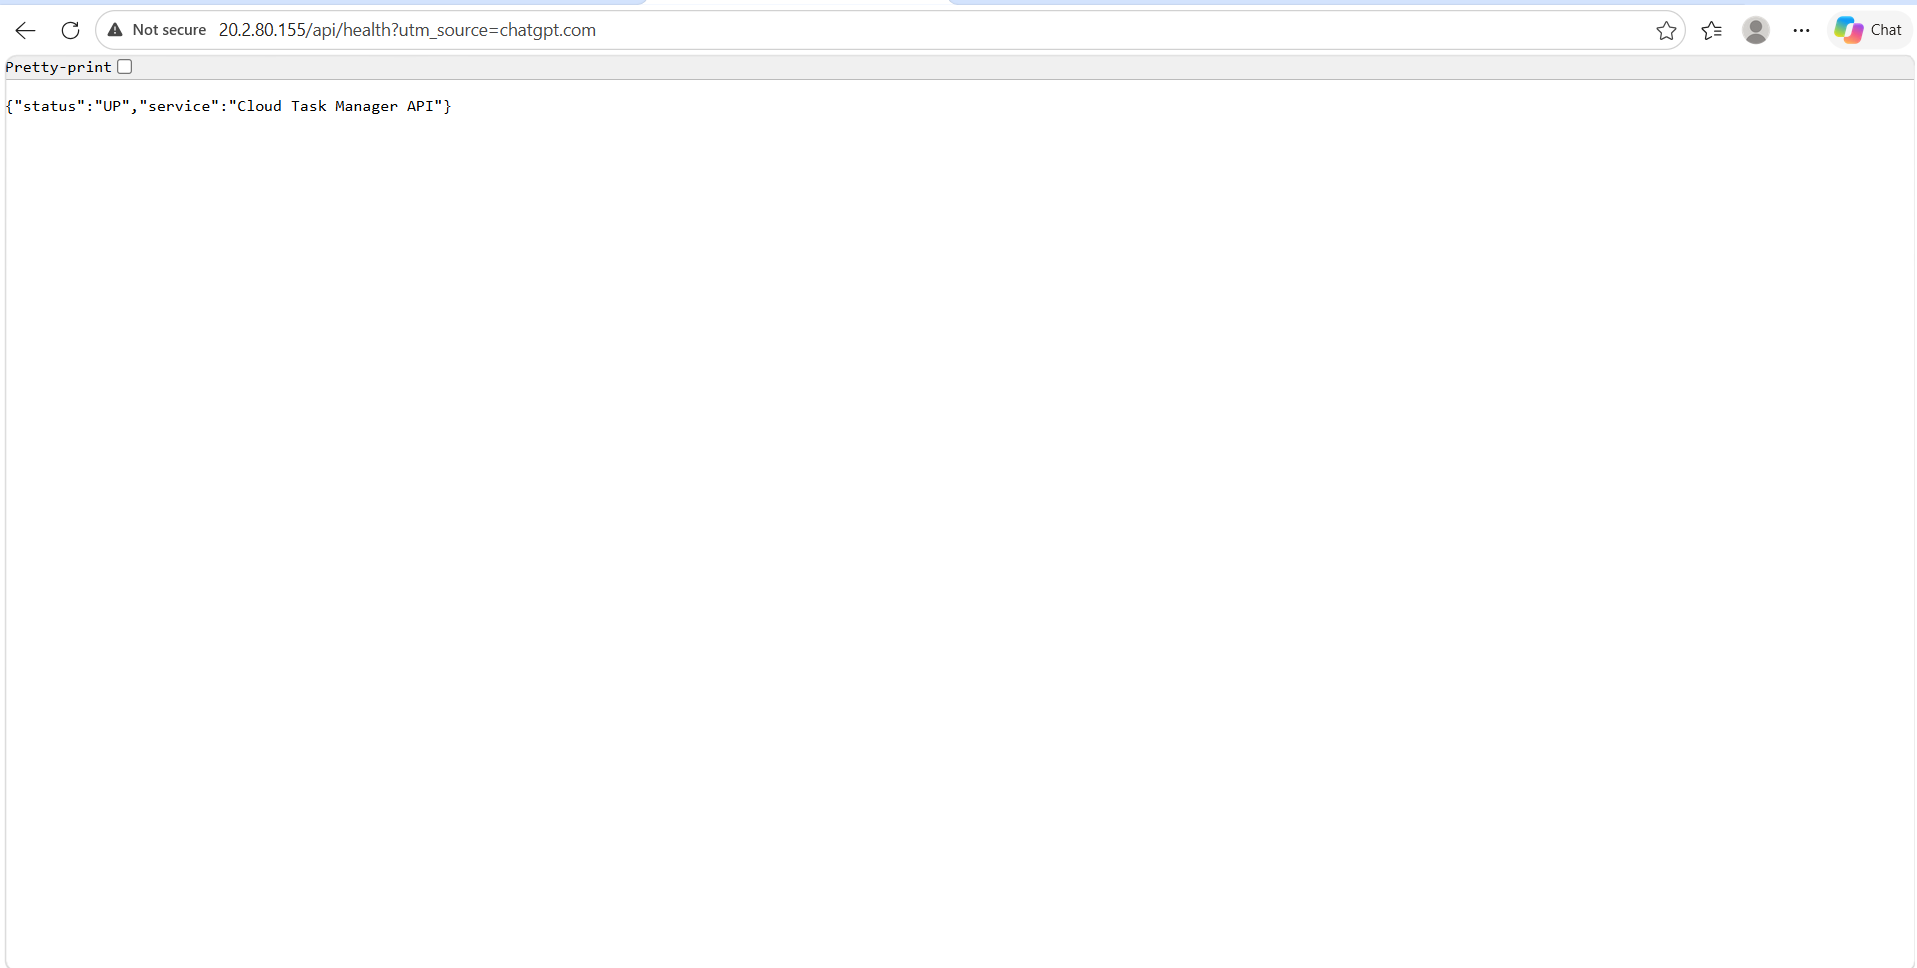 Not secure 20.2.80.155/api/health?utm_source=chatgpt.com Chat
Pretty-print
{"status":"UP","service":"Cloud Task Manager API"}